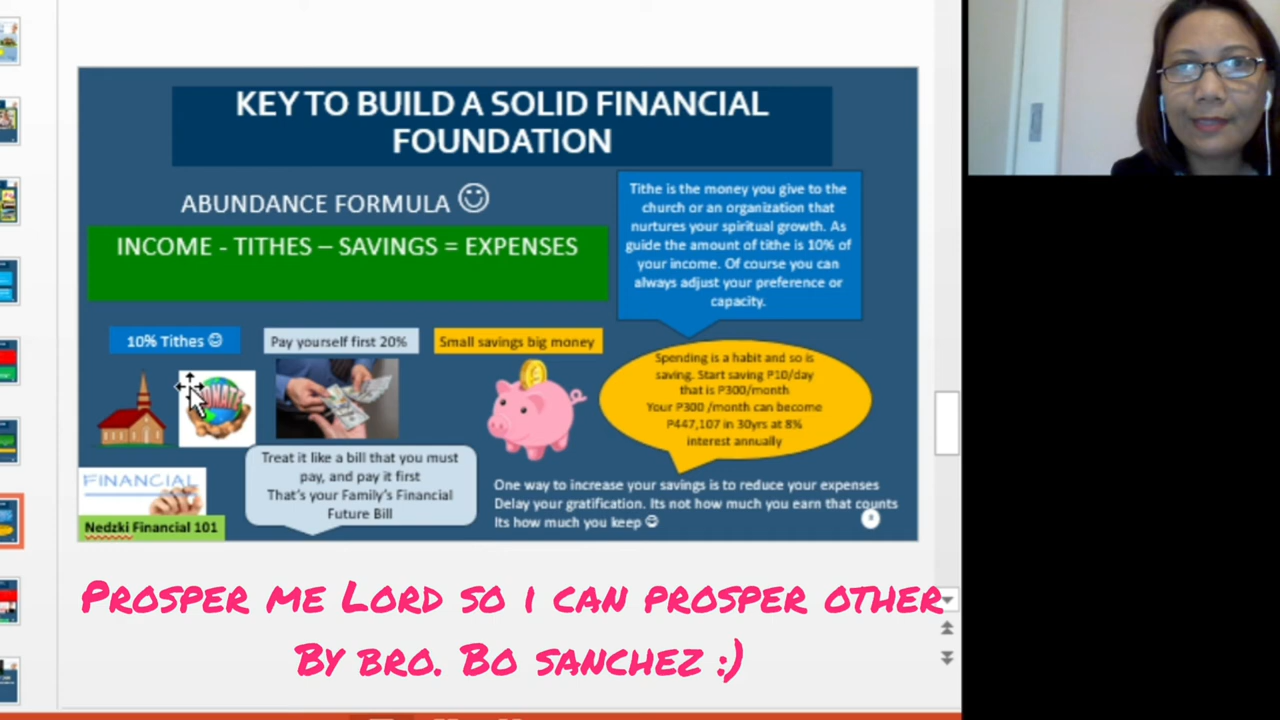 KEY TO BUILD A SOLID FINANCIAL
FOUNDATION
ABUNDANCE FORMULA ☺
INCOME - TITHES – SAVINGS = EXPENSES
Tithe is the money you give to the
church or an organization that
nurtures your spiritual growth. As
guide the amount of tithe is 10% of
your income. Of course you can
always adjust your preference or
capacity.
10% Tithes ☺
Pay yourself first 20%
Small savings big money
DONATE
Spending is a habit and so is
saving. Start saving P10/day
that is P300/month
Your P300 /month can become
P447,107 in 30yrs at 8%
interest annually
Treat it like a bill that you must
pay, and pay it first
That's your Family's Financial
Future Bill
FINANCIAL
Nedzki Financial 101
One way to increase your savings is to reduce your expenses
Delay your gratification. Its not how much you earn that counts
Its how much you keep ☺
Prosper me Lord so i can prosper other
By bro. Bo sanchez :)